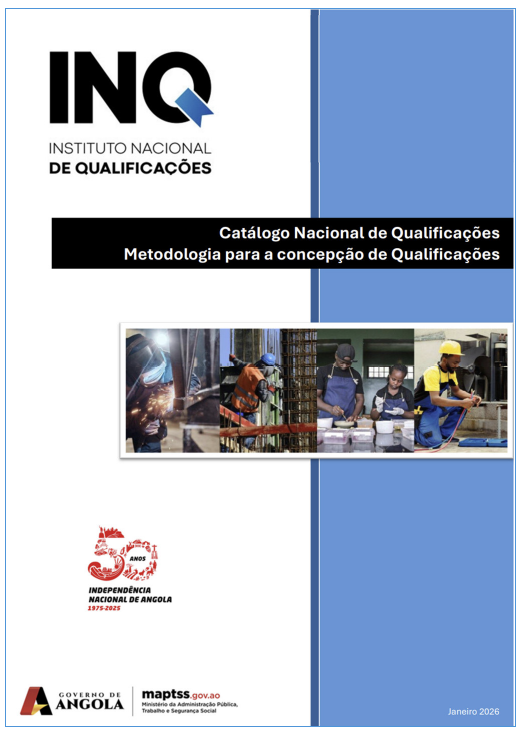 INQ
INSTITUTO NACIONAL
DE QUALIFICAÇÕES
Catálogo Nacional de Qualificações
Metodologia para a concepção de Qualificações
50
ANOS
INDEPENDÊNCIA
NACIONAL DE ANGOLA
1975-2025
GOVERNO DE
ANGOLA
maptss.gov.ao
Ministério da Administração Pública,
Trabalho e Segurança Social
Janeiro 2026